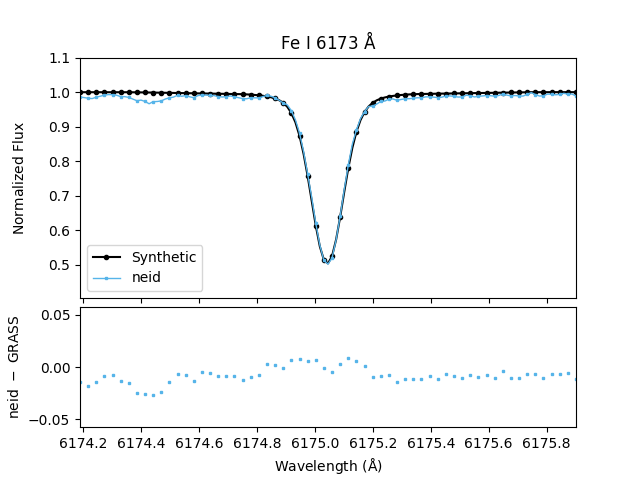 Fe I 6173 Å
1.1
1.0
0.9
0.8
0.7
0.6
0.5
Normalized Flux
Synthetic
neid
0.05
0.00
−0.05
neid − GRASS
6174.2 6174.4 6174.6 6174.8 6175.0 6175.2 6175.4 6175.6 6175.8
Wavelength (Å)